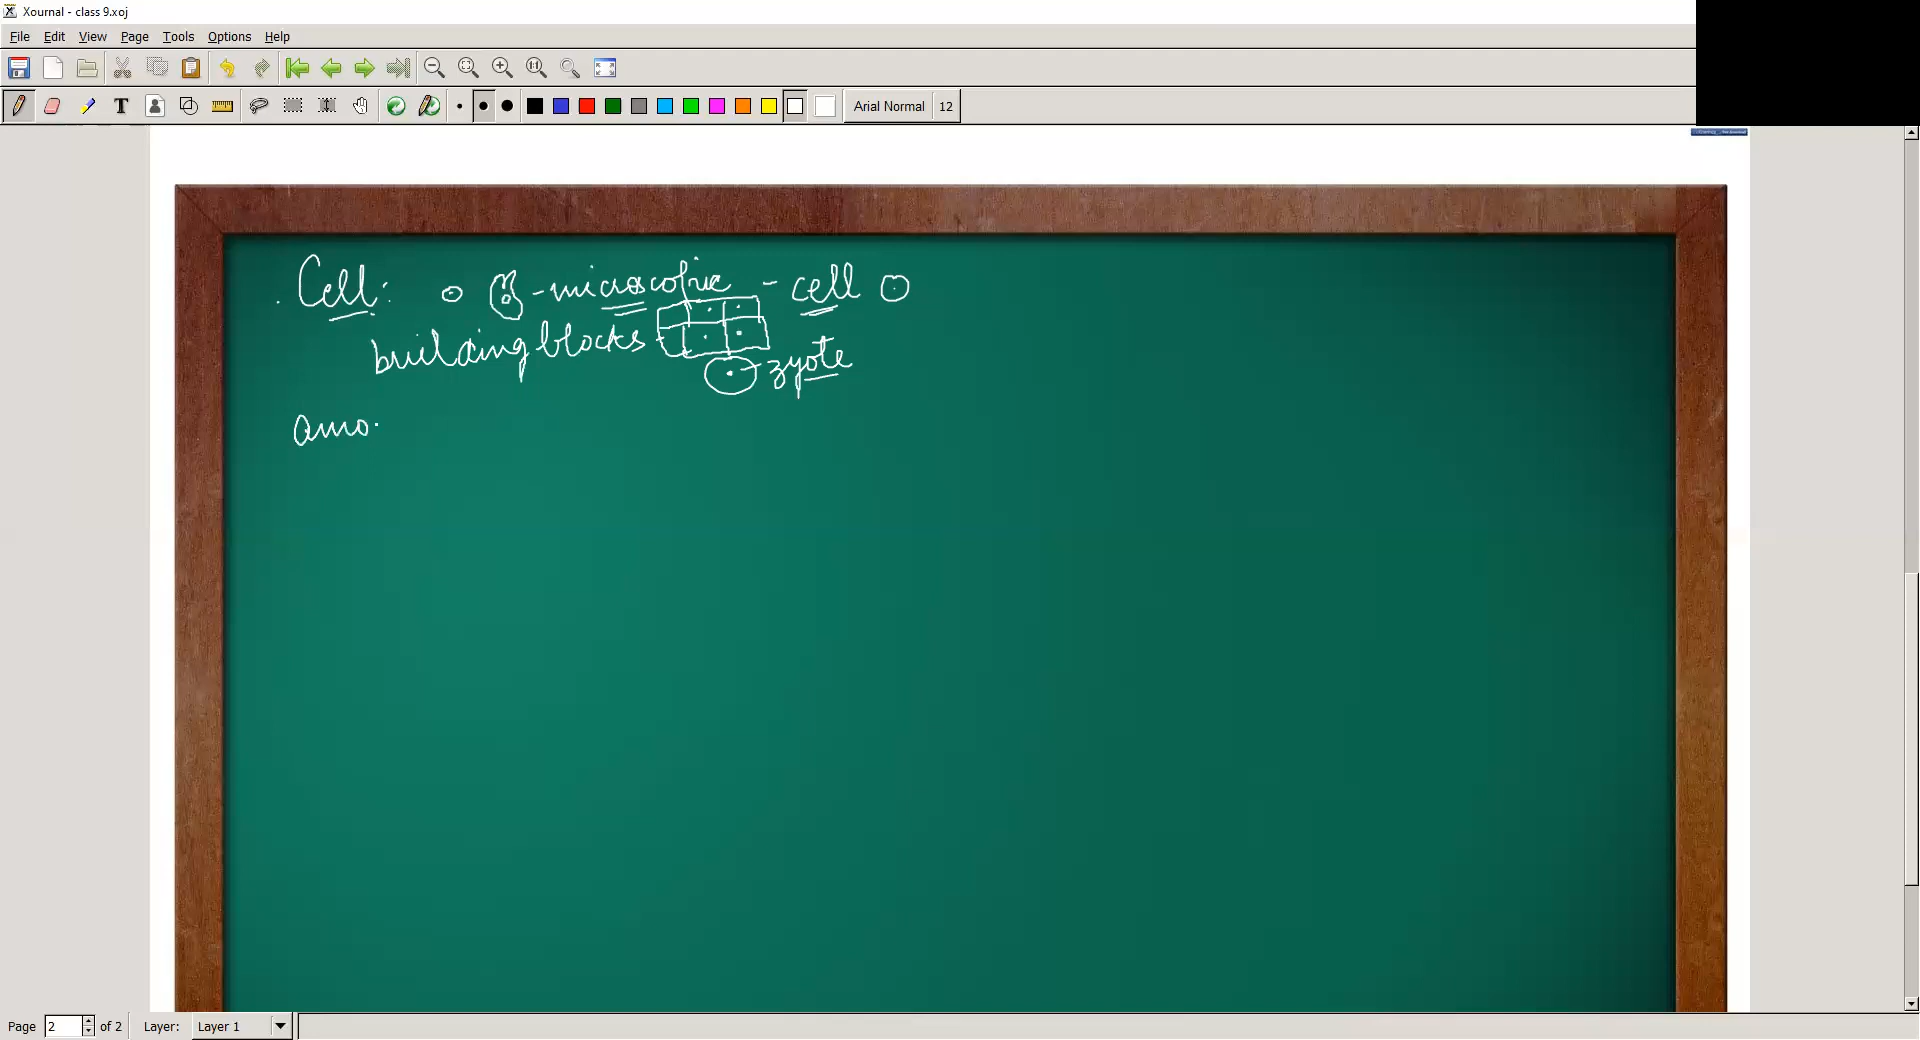 Xournal - class 9.xoj
File Edit View Page Tools Options Help
Arial Normal 12
Cell: - microscopic - cell
building blocks
zyote
amo
Page 2 of 2 Layer: Layer 1